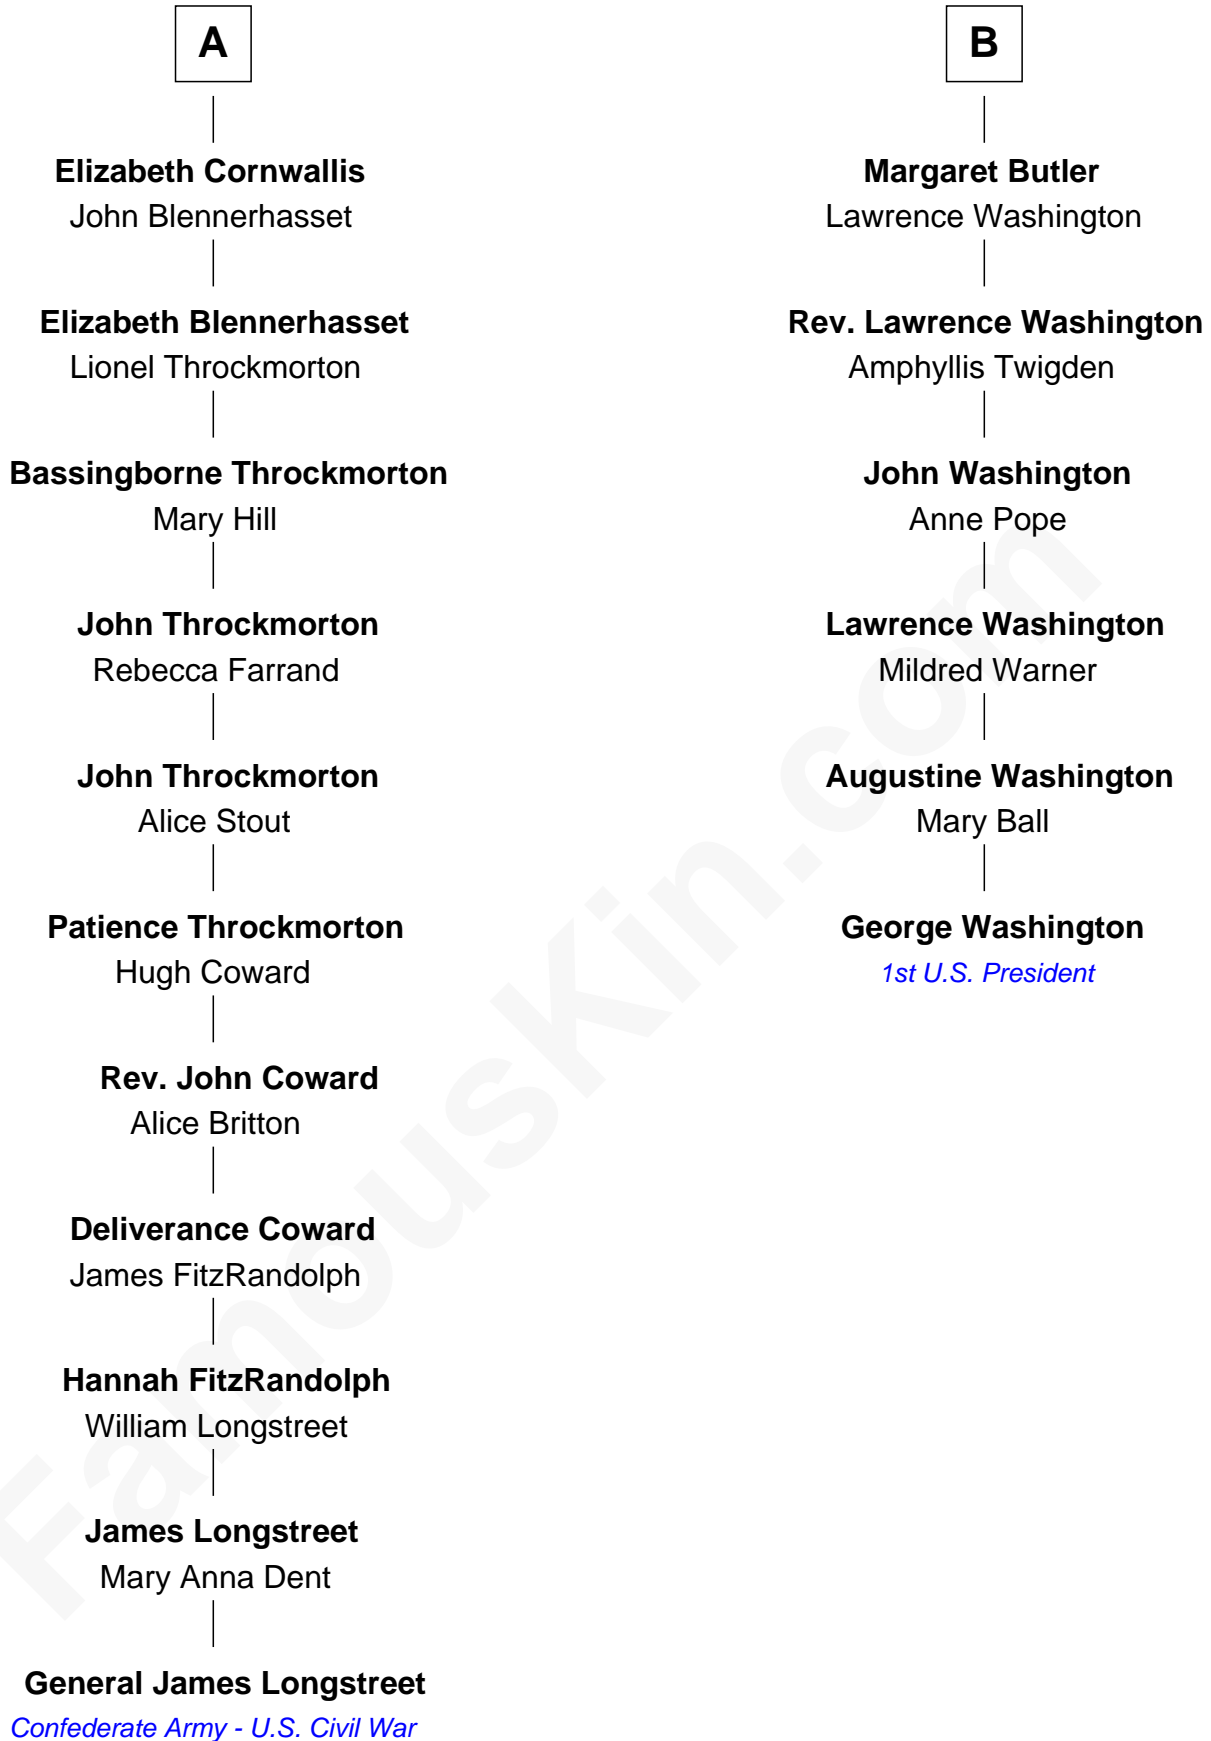 A
Elizabeth Cornwallis
John Blennerhasset
Elizabeth Blennerhasset
Lionel Throckmorton
Bassingborne Throckmorton
Mary Hill
John Throckmorton
Rebecca Farrand
John Throckmorton
Alice Stout
Patience Throckmorton
Hugh Coward
Rev. John Coward
Alice Britton
Deliverance Coward
James FitzRandolph
Hannah FitzRandolph
William Longstreet
James Longstreet
Mary Anna Dent
General James Longstreet
Confederate Army - U.S. Civil War
B
Margaret Butler
Lawrence Washington
Rev. Lawrence Washington
Amphyllis Twigden
John Washington
Anne Pope
Lawrence Washington
Mildred Warner
Augustine Washington
Mary Ball
George Washington
1st U.S. President
FamousKin.com